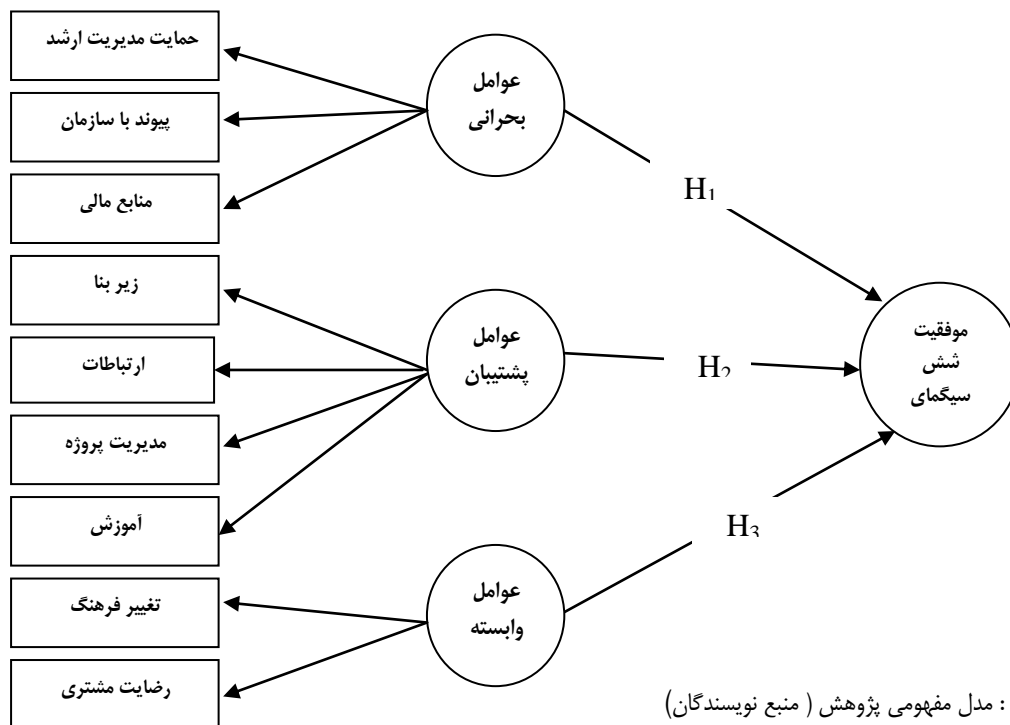 حمایت مدیریت ارشد
پیوند با سازمان
منابع مالی
زیر بنا
ارتباطات
مدیریت پروژه
آموزش
تغییر فرهنگ
رضایت مشتری
عوامل
بحرانی
عوامل
پشتیبان
عوامل
وابسته
H1
H2
H3
موفقیت
شش
سیگمای
: مدل مفهومی پژوهش ( منبع نویسندگان)